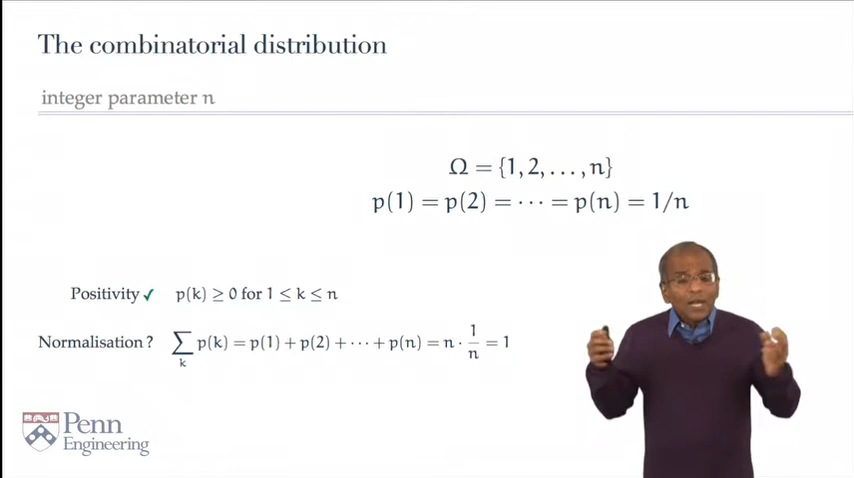 The combinatorial distribution
integer parameter n
Ω = {1, 2, . . . , n}
p(1) = p(2) = · · · = p(n) = 1/n
Positivity ✓ p(k) ≥ 0 for 1 ≤ k ≤ n
Normalisation ? ∑ₖ p(k) = p(1) + p(2) + · · · + p(n) = n · 1/n = 1
Penn
Engineering